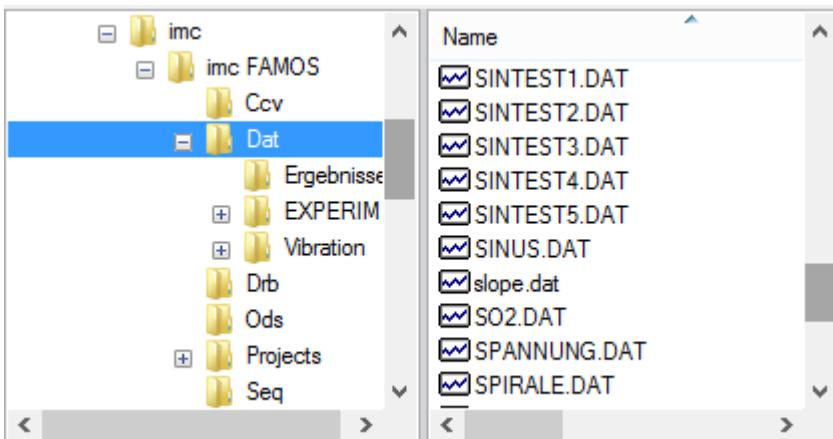 imc
imc FAMOS
Ccv
Dat
Ergebnisse
EXPERIM
Vibration
Drb
Ods
Projects
Seq
Name
SINTEST1.DAT
SINTEST2.DAT
SINTEST3.DAT
SINTEST4.DAT
SINTEST5.DAT
SINUS.DAT
slope.dat
SO2.DAT
SPANNUNG.DAT
SPIRALE.DAT